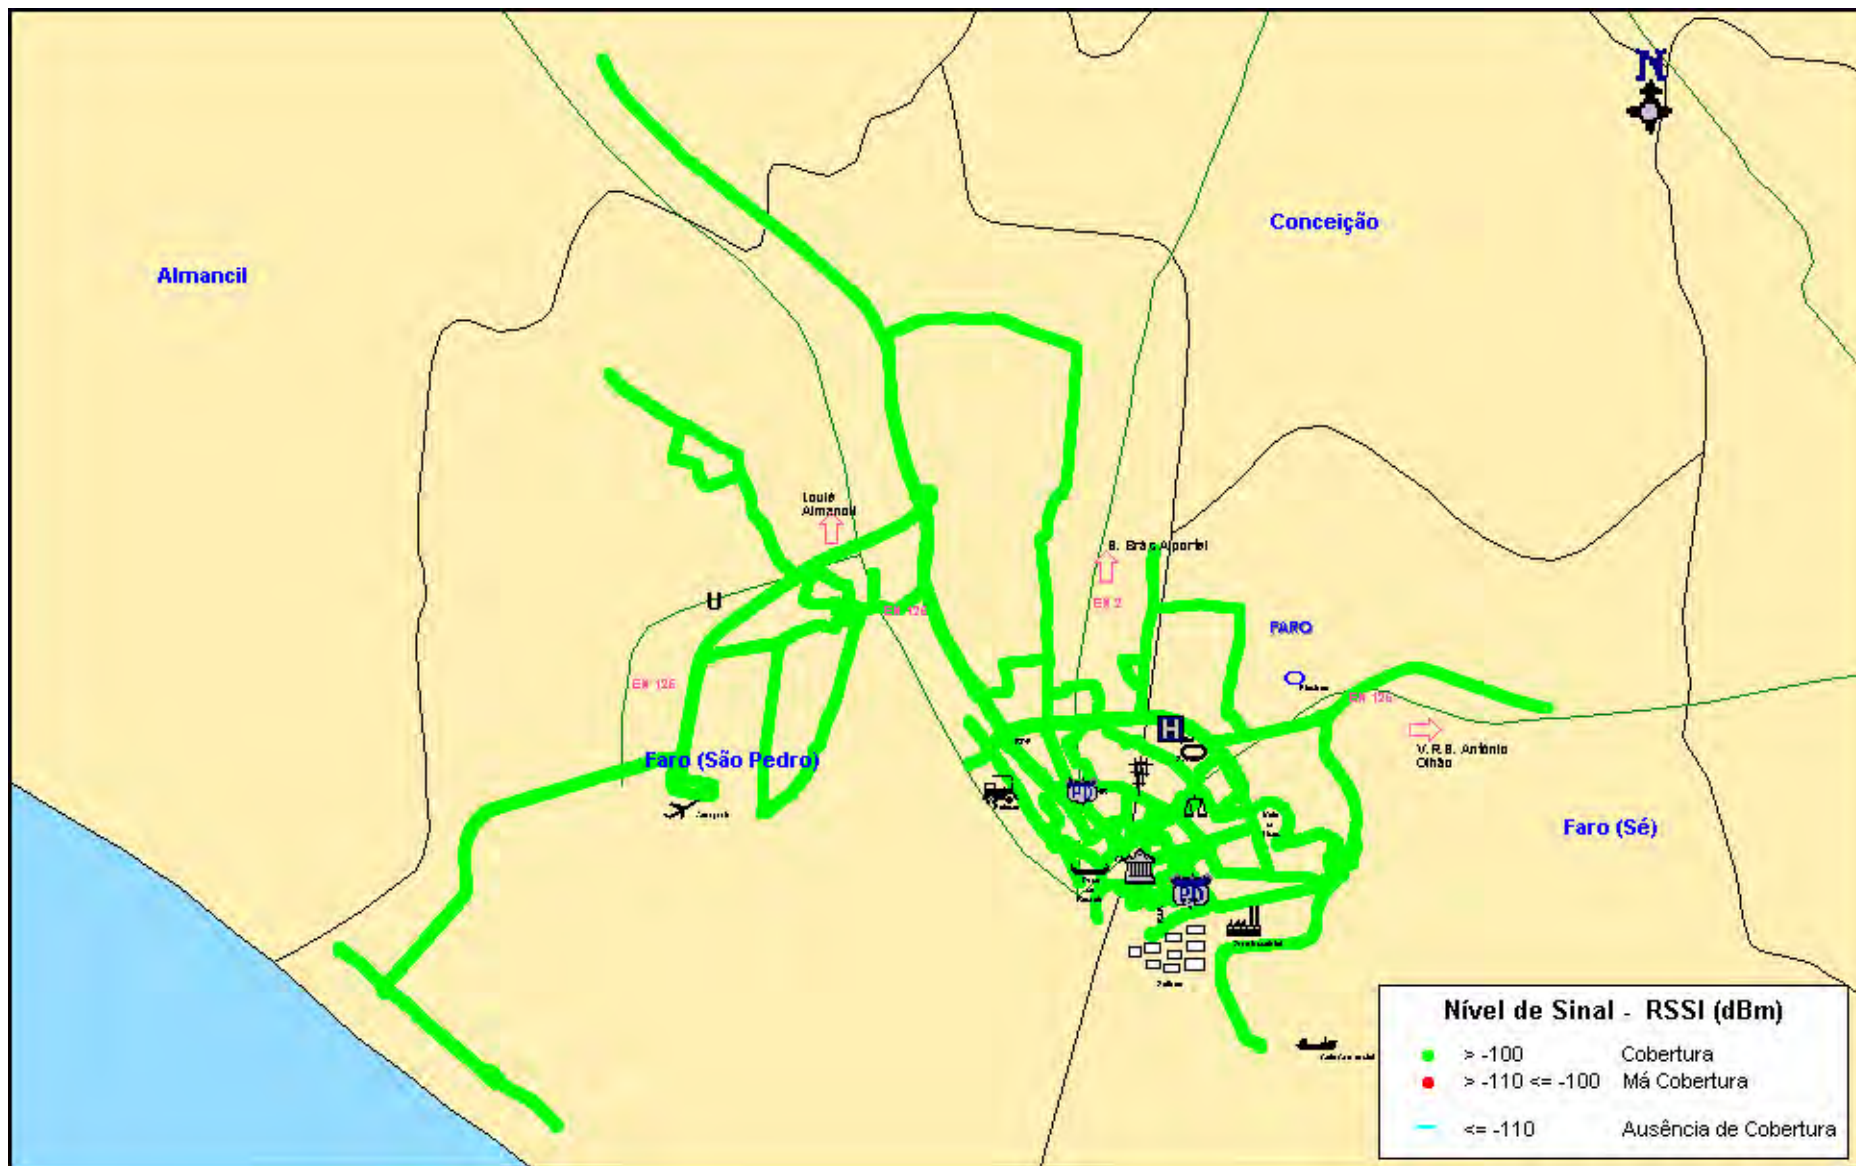 N
Conceição
Almancil
Loulé
Almancil
S. Brás Alportel
U
EN 125
EN 2
FARO
EN 125
EN 125
Faro (São Pedro)
H
V.R.S. António
Olhão
Faro (Sé)
Nível de Sinal - RSSI (dBm)
> -100 Cobertura
> -110 <= -100 Má Cobertura
<= -110 Ausência de Cobertura